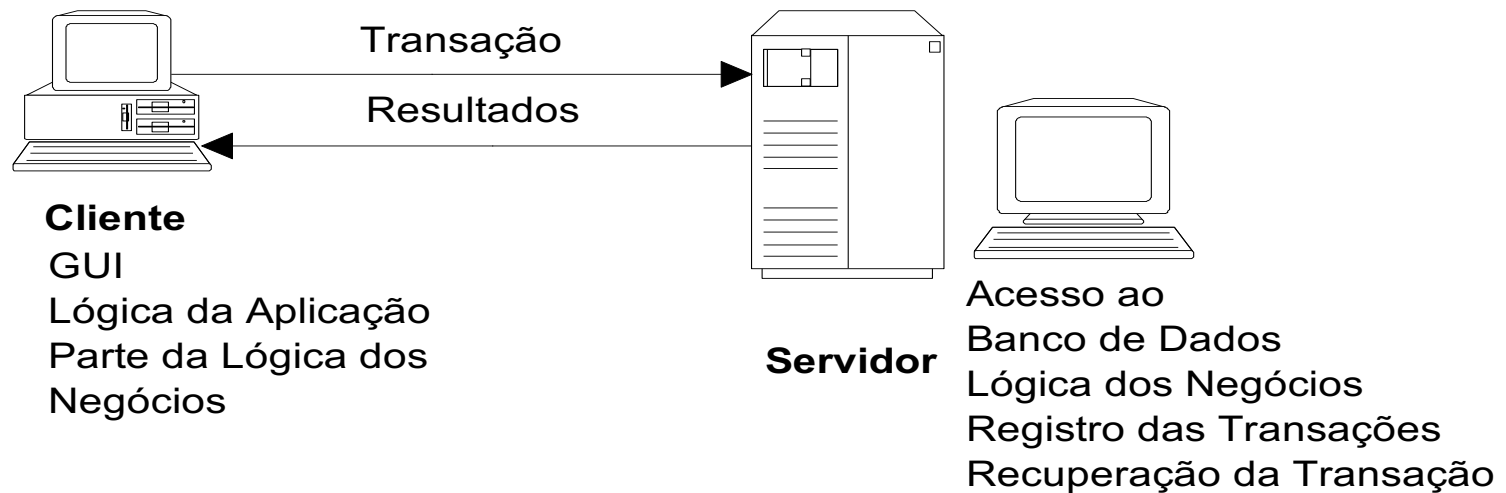 Transação
Resultados
Cliente
GUI
Lógica da Aplicação
Parte da Lógica dos
Negócios
Servidor
Acesso ao
Banco de Dados
Lógica dos Negócios
Registro das Transações
Recuperação da Transação